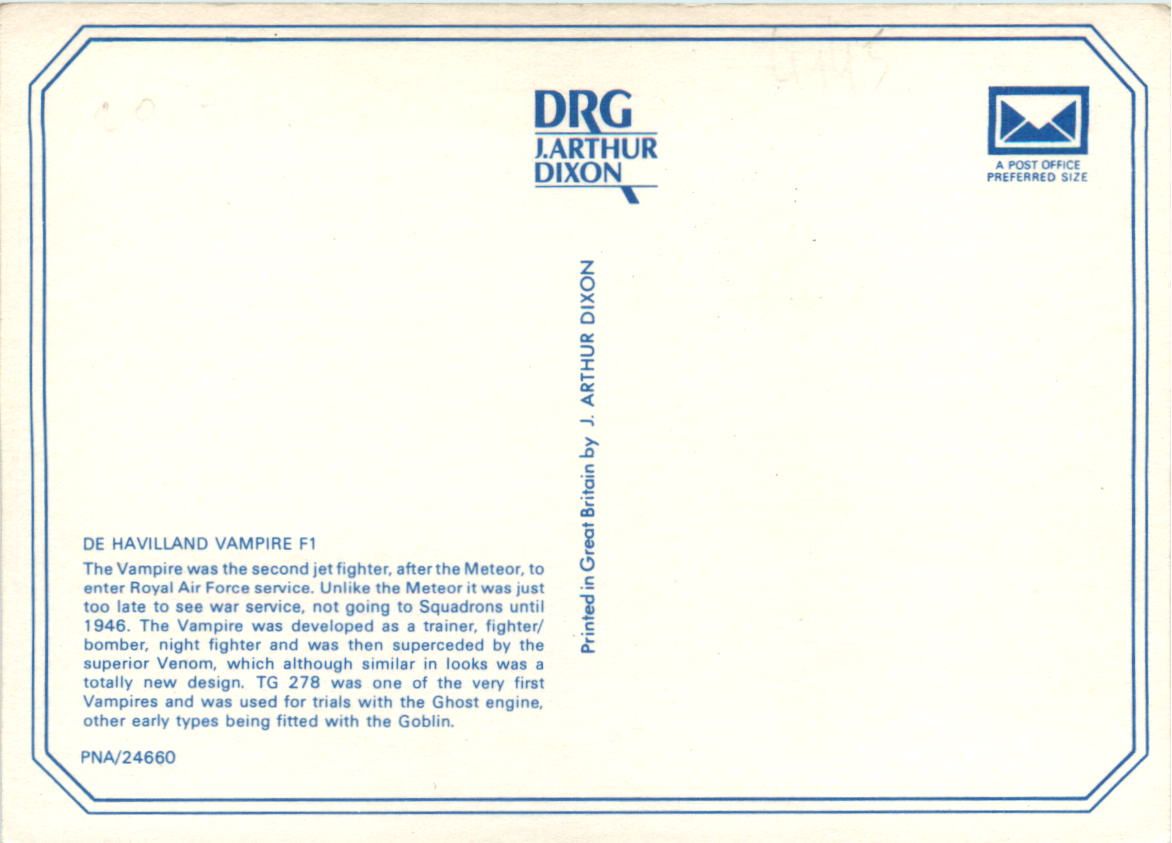 DRG
J.ARTHUR
DIXON
A POST OFFICE
PREFERRED SIZE
Printed in Great Britain by J. ARTHUR DIXON
DE HAVILLAND VAMPIRE F1
The Vampire was the second jet fighter, after the Meteor, to
enter Royal Air Force service. Unlike the Meteor it was just
too late to see war service, not going to Squadrons until
1946. The Vampire was developed as a trainer, fighter/
bomber, night fighter and was then superceded by the
superior Venom, which although similar in looks was a
totally new design. TG 278 was one of the very first
Vampires and was used for trials with the Ghost engine,
other early types being fitted with the Goblin.
PNA/24660